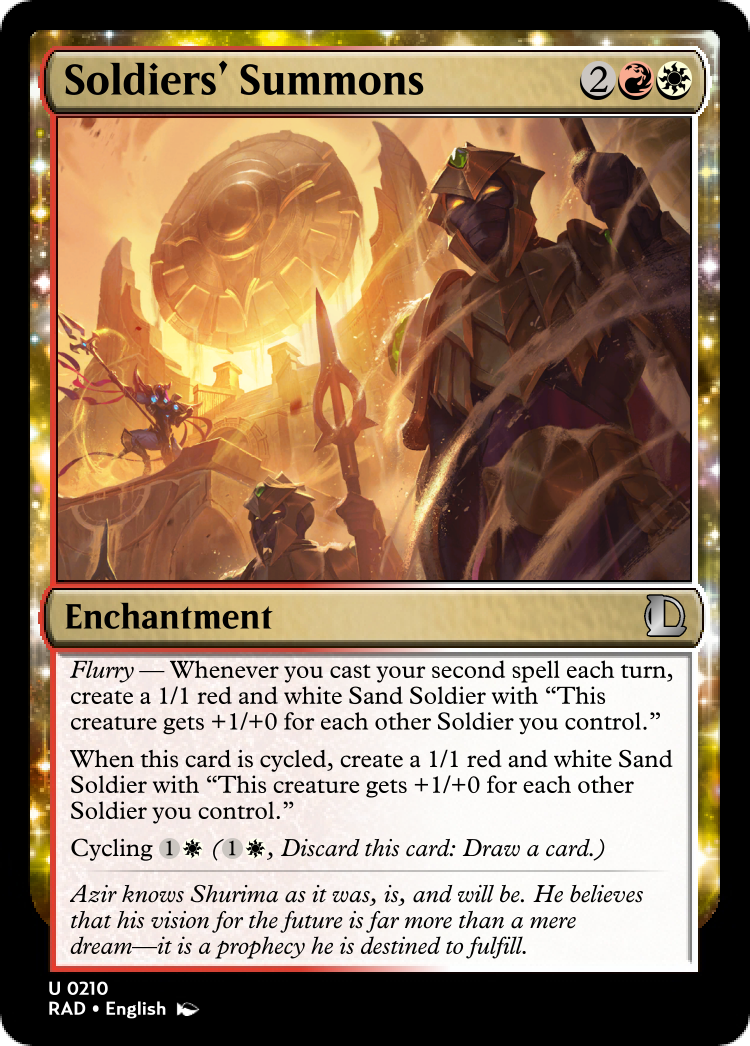 Soldiers' Summons 2
Enchantment
Flurry — Whenever you cast your second spell each turn,
create a 1/1 red and white Sand Soldier with “This
creature gets +1/+0 for each other Soldier you control.”
When this card is cycled, create a 1/1 red and white Sand
Soldier with “This creature gets +1/+0 for each other
Soldier you control.”
Cycling 1 (1, Discard this card: Draw a card.)
Azir knows Shurima as it was, is, and will be. He believes
that his vision for the future is far more than a mere
dream—it is a prophecy he is destined to fulfill.
U 0210
RAD • English